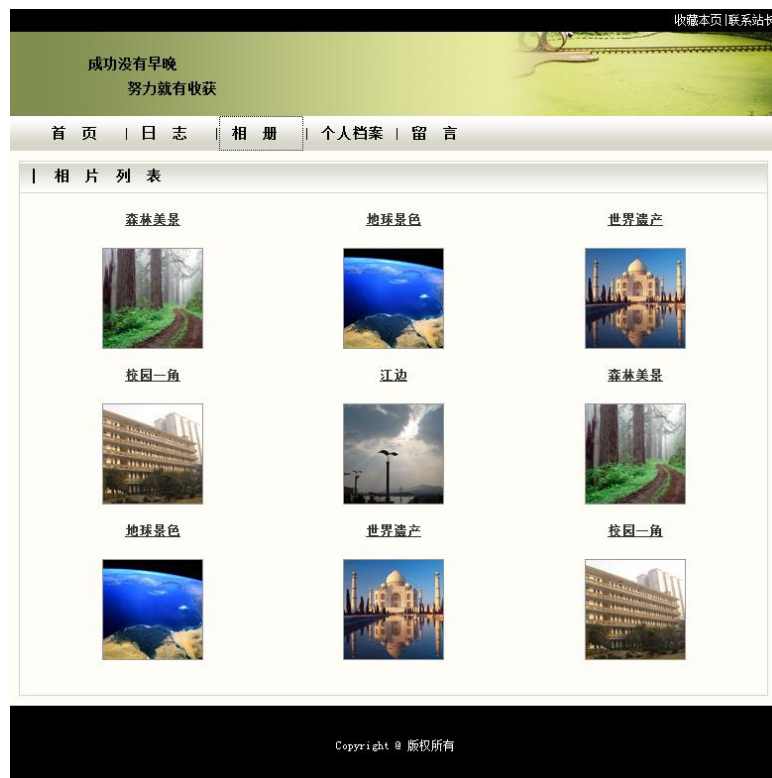 收藏本页|联系站长
成功没有早晚
努力就有收获
首 页 | 日 志 | 相 册 | 个人档案 | 留 言
相 片 列 表
森林美景 地球景色 世界遗产
校园一角 江边 森林美景
地球景色 世界遗产 校园一角
Copyright @ 版权所有